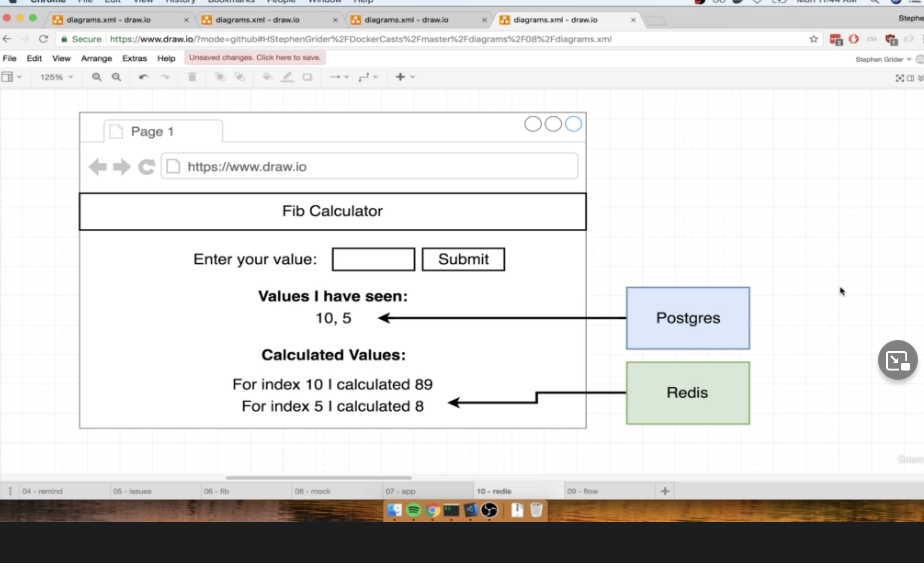 Chrome File Edit View History Bookmarks People Window Help Mon 11:44 AM
diagrams.xml - draw.io × diagrams.xml - draw.io × diagrams.xml - draw.io × diagrams.xml - draw.io ×
Secure https://www.draw.io/?mode=github#HStephenGrider%2FDockerCasts%2Fmaster%2Fdiagrams%2F08%2Fdiagrams.xml
File Edit View Arrange Extras Help Unsaved changes. Click here to save. Stephen Grider
125%
Page 1
https://www.draw.io
Fib Calculator
Enter your value: Submit
Values I have seen:
10, 5
Postgres
Calculated Values:
For index 10 I calculated 89
For index 5 I calculated 8
Redis
04 - remind 05 - issues 06 - fib 08 - mock 07 - app 10 - redis 09 - flow